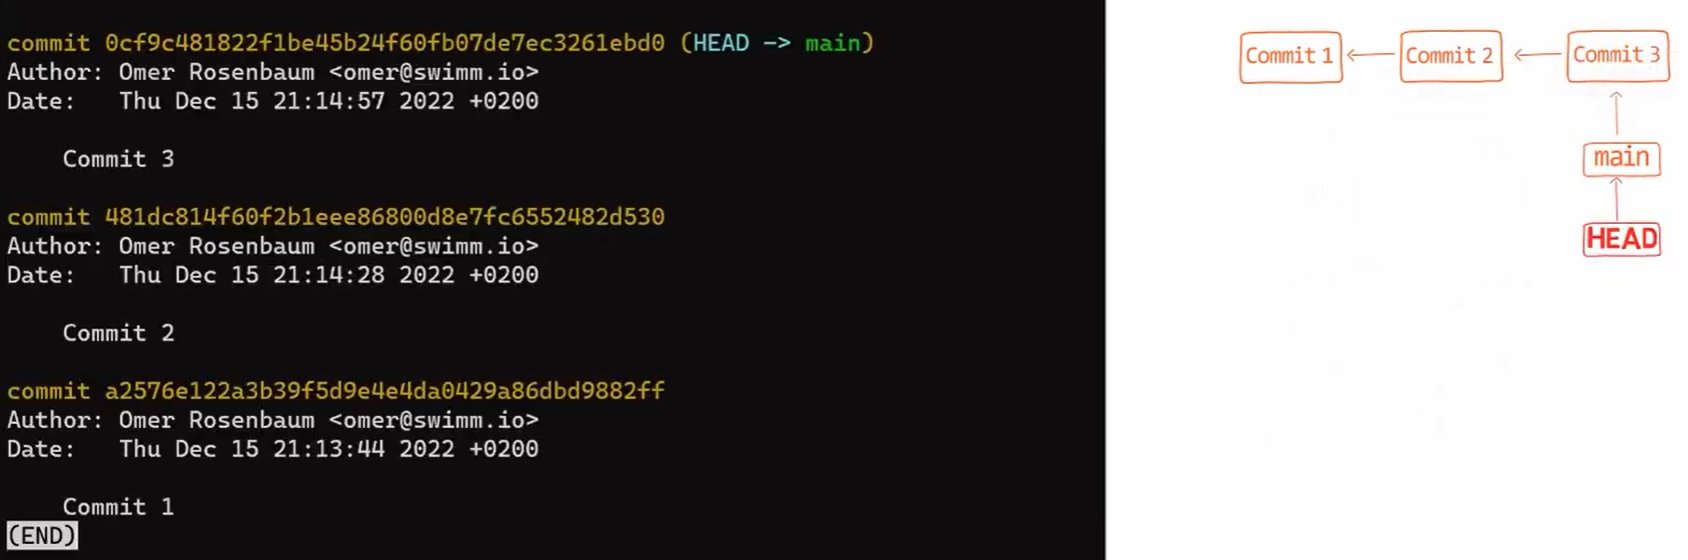 commit 0cf9c481822f1be45b24f60fb07de7ec3261ebd0 (HEAD -> main)
Author: Omer Rosenbaum <omer@swimm.io>
Date:   Thu Dec 15 21:14:57 2022 +0200
Commit 3
commit 481dc814f60f2b1eee86800d8e7fc6552482d530
Author: Omer Rosenbaum <omer@swimm.io>
Date:   Thu Dec 15 21:14:28 2022 +0200
Commit 2
commit a2576e122a3b39f5d9e4e4da0429a86dbd9882ff
Author: Omer Rosenbaum <omer@swimm.io>
Date:   Thu Dec 15 21:13:44 2022 +0200
Commit 1
(END)
Commit 1
Commit 2
Commit 3
main
HEAD